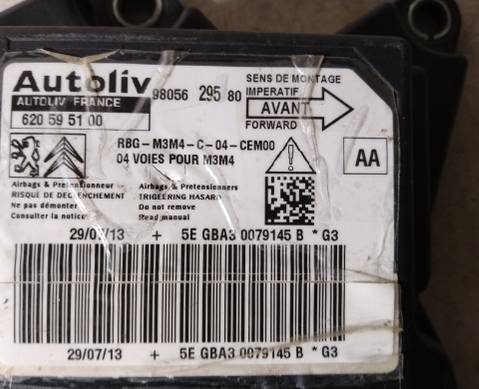 Autoliv
AUTOLIV FRANCE
620 59 51 00
98056 295 80
SENS DE MONTAGE
IMPERATIF
AVANT
FORWARD
RBG-M3M4-C-04-CEM00
04 VOIES POUR M3M4
AA
Airbags & Pretensionneur
RISQUE DE DECLENCHEMENT
Ne pas démonter
Consulter la notice
Airbags & Pretensionners
TRIGEERING HASARD
Do not remove
Read manual
29/07/13 + 5E GBA3 0079145 B * G3
29/07/13 + 5E GBA3 0079145 B * G3